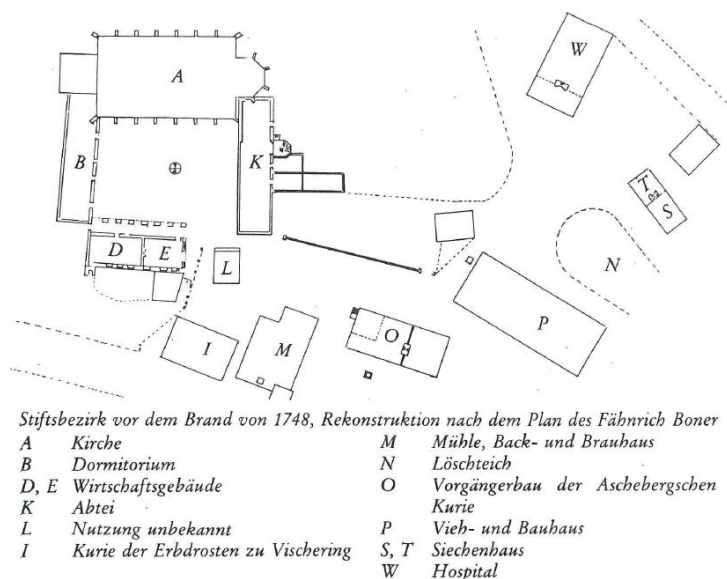 A
W
B
K
T
S
D
E
L
N
P
O
I
M
Stiftsbezirk vor dem Brand von 1748, Rekonstruktion nach dem Plan des Fähnrich Boner
A Kirche
B Dormitorium
D, E Wirtschaftsgebäude
K Abtei
L Nutzung unbekannt
I Kurie der Erbdrosten zu Vischering
M Mühle, Back- und Brauhaus
N Löschteich
O Vorgängerbau der Aschebergschen
Kurie
P Vieh- und Bauhaus
S, T Siechenhaus
W Hospital